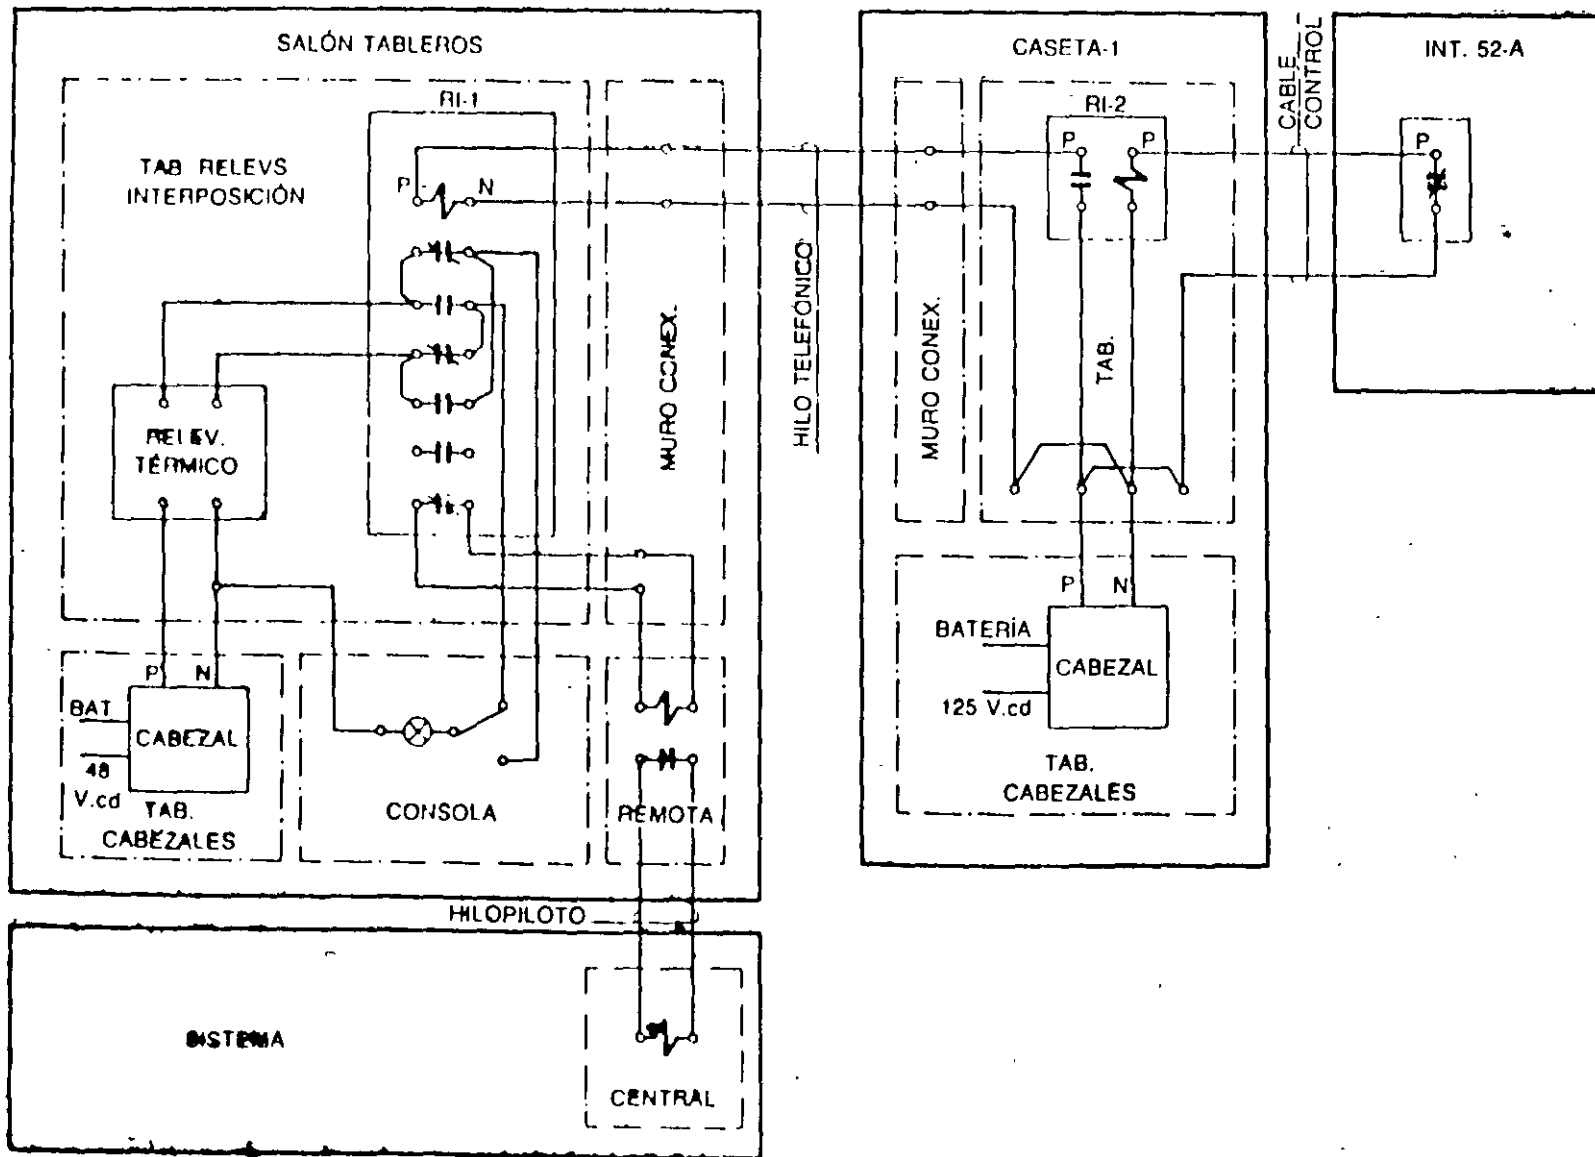 SALÓN TABLEROS
RI-1
TAB RELEVS
INTERPOSICIÓN
P
N
RELEV.
TÉRMICO
MURO CONEX.
P
N
BAT
48
V.cd
CABEZAL
TAB.
CABEZALES
CONSOLA
REMOTA
HILO TELEFÓNICO
CASETA-1
RI-2
P
P
MURO CONEX.
TAB.
P
N
BATERÍA
CABEZAL
125 V.cd
TAB.
CABEZALES
CABLE
CONTROL
INT. 52-A
P
HILOPILOTO
SISTEMA
CENTRAL